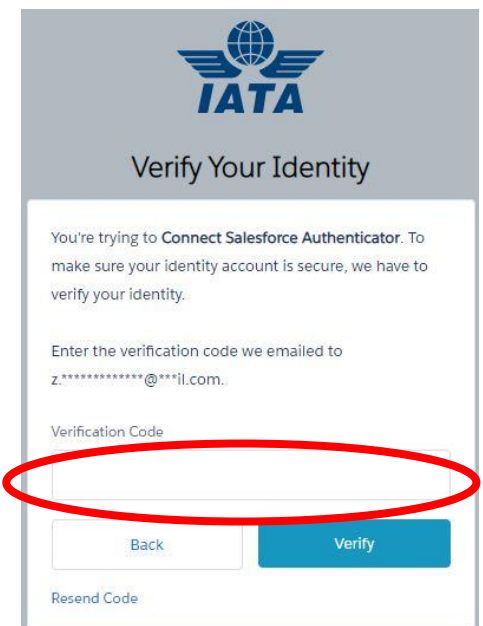 IATA
Verify Your Identity
You're trying to Connect Salesforce Authenticator. To
make sure your identity account is secure, we have to
verify your identity.
Enter the verification code we emailed to
z.*************@***il.com.
Verification Code
Back
Verify
Resend Code